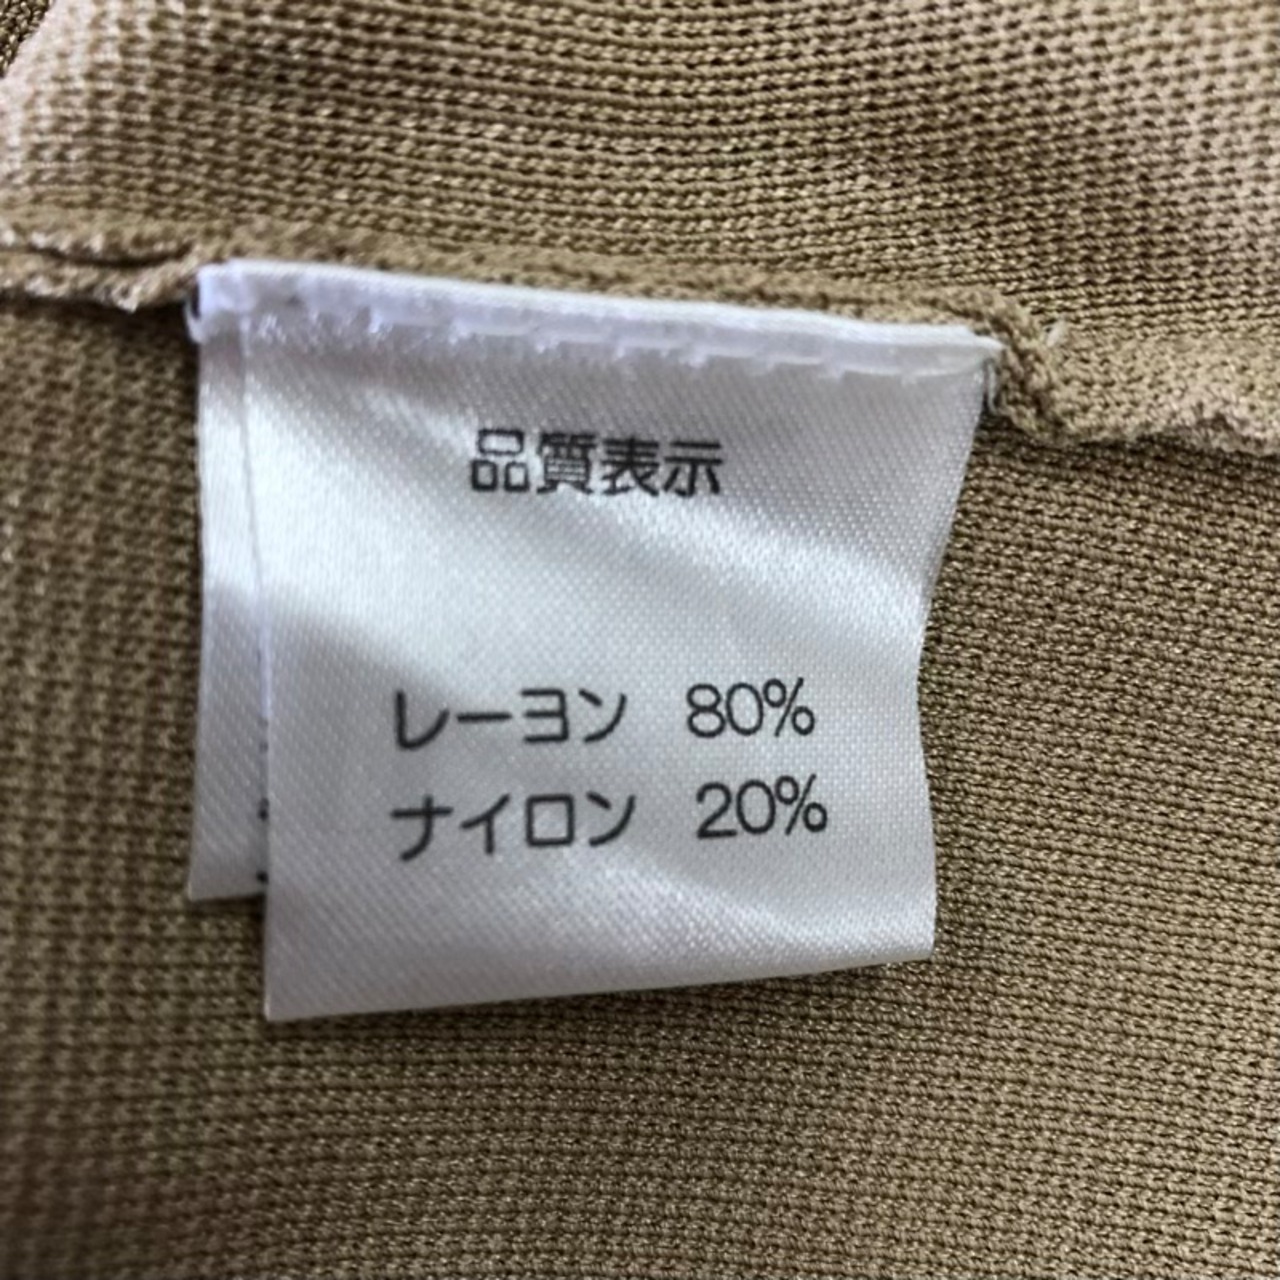 品質表示
レーヨン 80%
ナイロン 20%